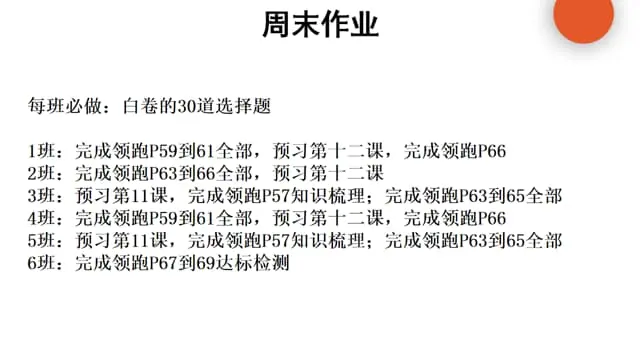 周末作业
每班必做：白卷的30道选择题
1班：完成领跑P59到61全部，预习第十二课，完成领跑P66
2班：完成领跑P63到66全部，预习第十二课
3班：预习第11课，完成领跑P57知识梳理；完成领跑P63到65全部
4班：完成领跑P59到61全部，预习第十二课，完成领跑P66
5班：预习第11课，完成领跑P57知识梳理；完成领跑P63到65全部
6班：完成领跑P67到69达标检测